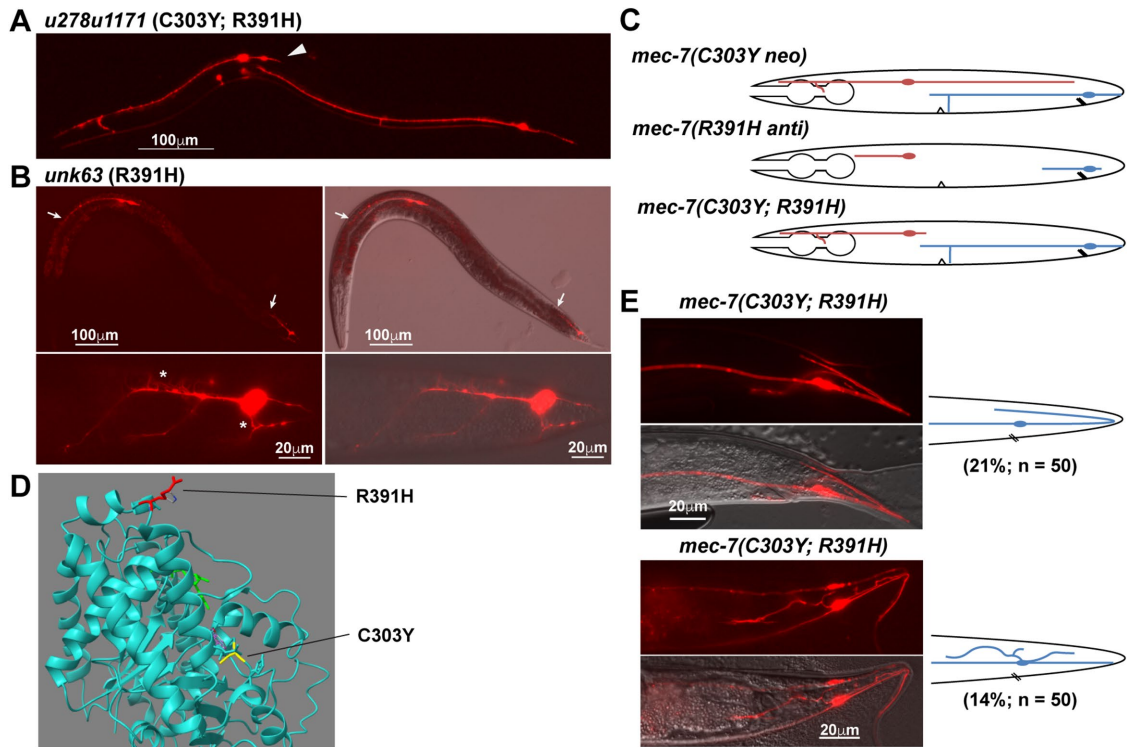 A
u278u1171 (C303Y; R391H)
100μm
B
unk63 (R391H)
100μm
100μm
*
*
20μm
20μm
C
mec-7(C303Y neo)
mec-7(R391H anti)
mec-7(C303Y; R391H)
D
R391H
C303Y
E
mec-7(C303Y; R391H)
20μm
(21%; n = 50)
mec-7(C303Y; R391H)
20μm
(14%; n = 50)